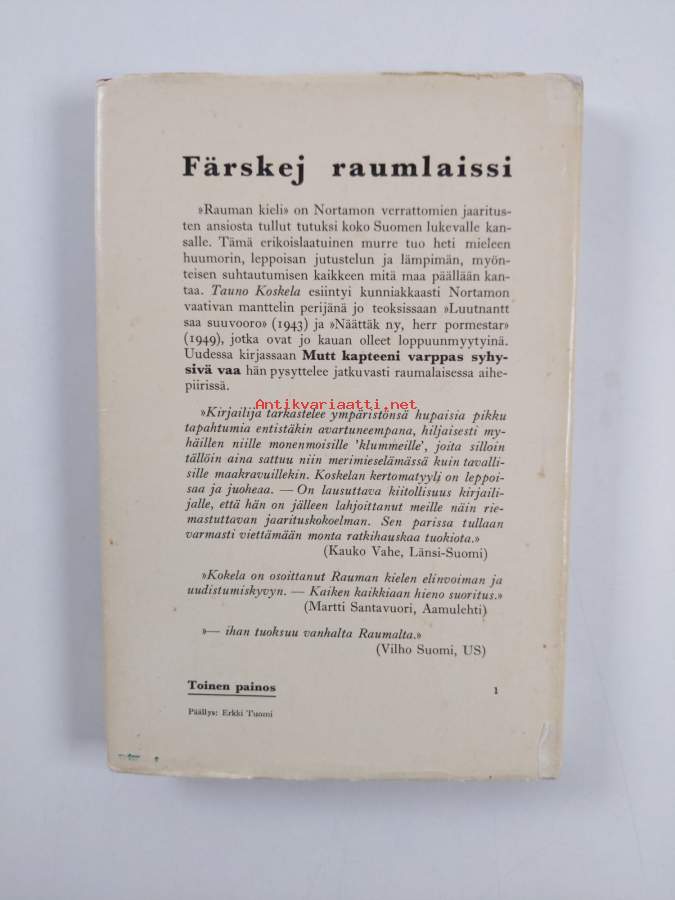 Färskej raumlaissi
»Rauman kieli» on Nortamon verrattomien jaaritus-
ten ansiosta tullut tutuksi koko Suomen lukevalle kan-
salle. Tämä erikoislaatuinen murre tuo heti mieleen
huumorin, leppoisan jutustelun ja lämpimän, myön-
teisen suhtautumisen kaikkeen mitä maa päällään kan-
taa. Tauno Koskela esiintyi kunniakkaasti Nortamon
vaativan manttelin perijänä jo teoksissaan »Luutnantt
saa suuvooro» (1943) ja »Näättäk ny, herr pormestar»
(1949), jotka ovat jo kauan olleet loppuunmyytyinä.
Uudessa kirjassaan Mutt kapteeni varppas syhy-
sivä vaa hän pysyttelee jatkuvasti raumalaisessa aihe-
piirissä.
Antikvariaatti.net
»Kirjailija tarkastelee ympäristönsä hupaisia pikku
tapahtumia entistäkin avartuneempana, hiljaisesti my-
häillen niille monenmoisille 'klummeille', joita silloin
tällöin aina sattuu niin merimieselämässä kuin tavalli-
sille maakravuillekin. Koskelan kertomatyyli on leppoi-
saa ja juoheaa. — On lausuttava kiitollisuus kirjaili-
jalle, että hän on jälleen lahjoittanut meille näin rie-
mastuttavan jaarituskokoelman. Sen parissa tullaan
varmasti viettämään monta ratkihauskaa tuokiota.»
(Kauko Vahe, Länsi-Suomi)
»Kokela on osoittanut Rauman kielen elinvoiman ja
uudistumiskyvyn. — Kaiken kaikkiaan hieno suoritus.»
(Martti Santavuori, Aamulehti)
»— ihan tuoksuu vanhalta Raumalta.»
(Vilho Suomi, US)
Toinen painos 1
Päällys: Erkki Tuomi